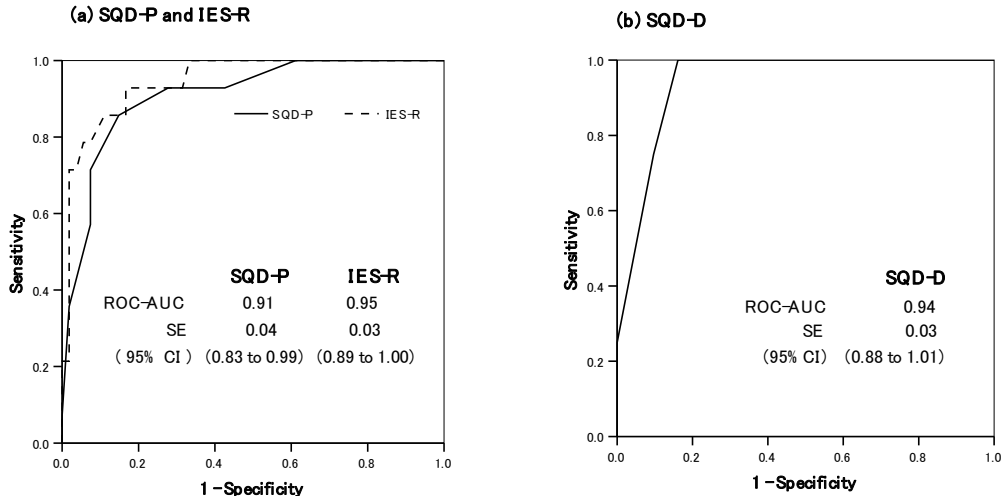 (a) SQD-P and IES-R
1.0
0.8
0.6
0.4
0.2
0.0
Sensitivity
SQD-P IES-R
SQD-P IES-R
ROC-AUC 0.91 0.95
SE 0.04 0.03
(95% CI) (0.83 to 0.99) (0.89 to 1.00)
0.0 0.2 0.4 0.6 0.8 1.0
1-Specificity
(b) SQD-D
1.0
0.8
0.6
0.4
0.2
0.0
Sensitivity
SQD-D
ROC-AUC 0.94
SE 0.03
(95% CI) (0.88 to 1.01)
0.0 0.2 0.4 0.6 0.8 1.0
1-Specificity